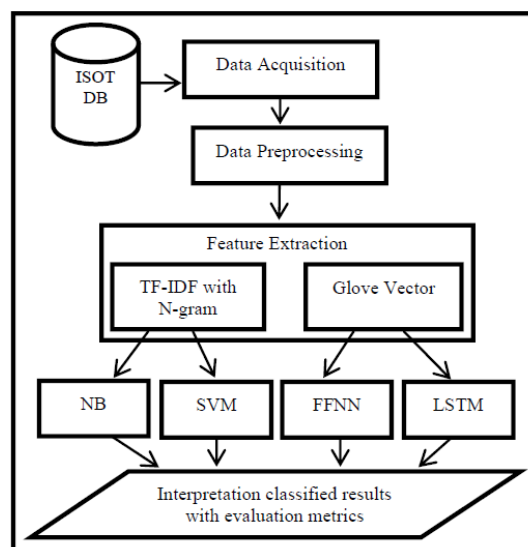 ISOT
DB
Data Acquisition
Data Preprocessing
Feature Extraction
TF-IDF with
N-gram
Glove Vector
NB
SVM
FFNN
LSTM
Interpretation classified results
with evaluation metrics